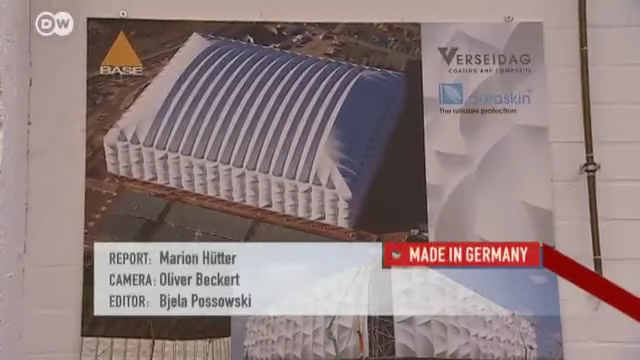 DW
BASE
VERSEIDAG
COATING AND COMPOSITE
duraskin
The reliable protection
MADE IN GERMANY
REPORT: Marion Hütter
CAMERA: Oliver Beckert
EDITOR: Bjela Possowski